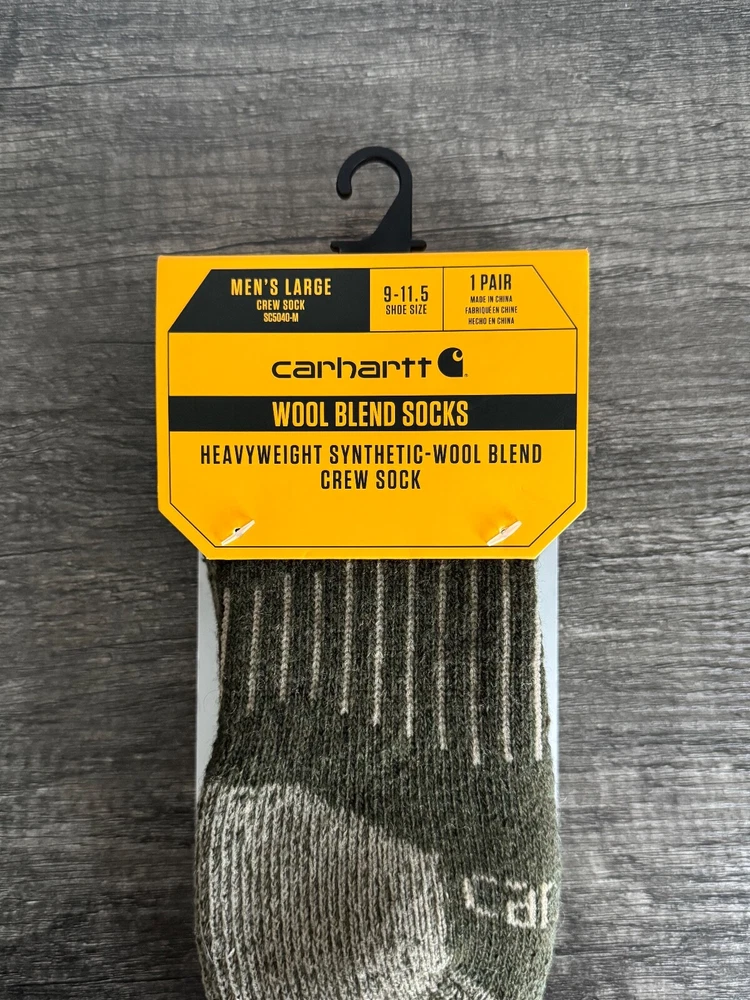 MEN'S LARGE
CREW SOCK
SC5040-M
9-11.5
SHOE SIZE
1 PAIR
MADE IN CHINA
FABRIQUÉ EN CHINE
HECHO EN CHINA
carhartt
WOOL BLEND SOCKS
HEAVYWEIGHT SYNTHETIC-WOOL BLEND
CREW SOCK
car